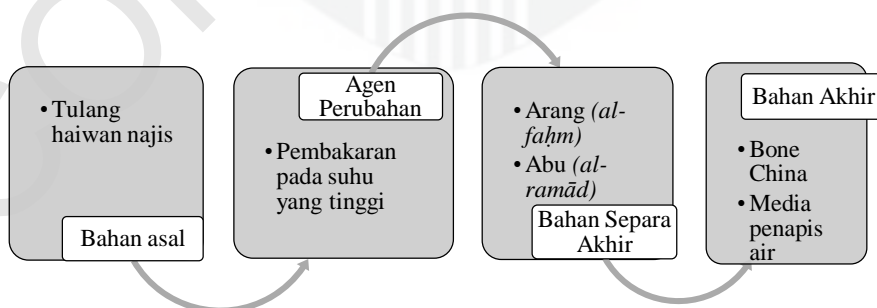 • Tulang
haiwan najis
Bahan asal
Agen
Perubahan
• Pembakaran
pada suhu
yang tinggi
• Arang (al-
faḥm)
• Abu (al-
ramād)
Bahan Separa
Akhir
Bahan Akhir
• Bone
China
• Media
penapis
air